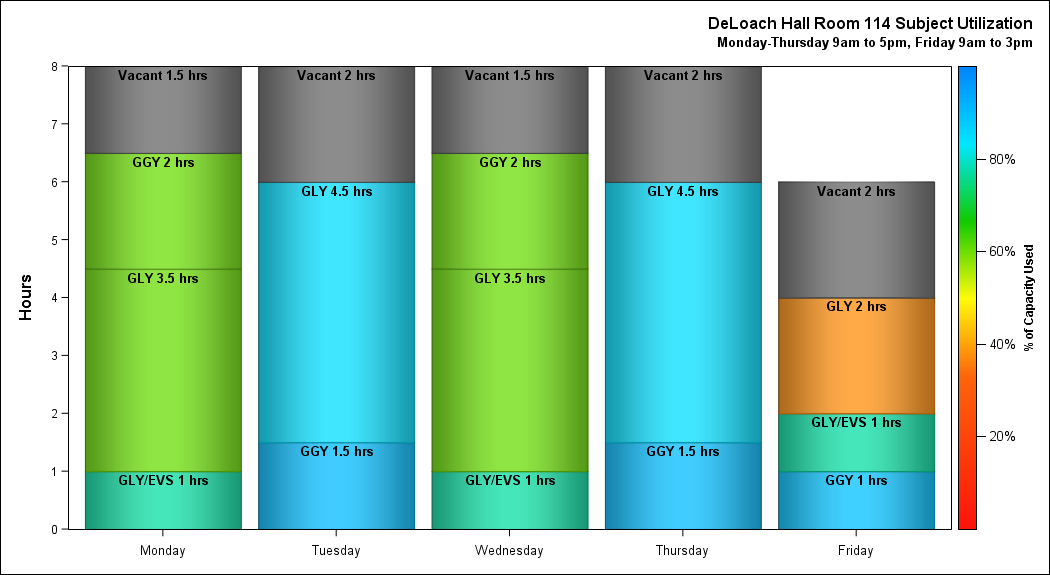 DeLoach Hall Room 114 Subject Utilization
Monday-Thursday 9am to 5pm, Friday 9am to 3pm
Hours
8
7
6
5
4
3
2
1
0
Vacant 1.5 hrs
GGY 2 hrs
GLY 3.5 hrs
GLY/EVS 1 hrs
Vacant 2 hrs
GLY 4.5 hrs
GGY 1.5 hrs
Vacant 1.5 hrs
GGY 2 hrs
GLY 3.5 hrs
GLY/EVS 1 hrs
Vacant 2 hrs
GLY 4.5 hrs
GGY 1.5 hrs
Vacant 2 hrs
GLY 2 hrs
GLY/EVS 1 hrs
GGY 1 hrs
Monday
Tuesday
Wednesday
Thursday
Friday
80%
60%
40%
20%
% of Capacity Used